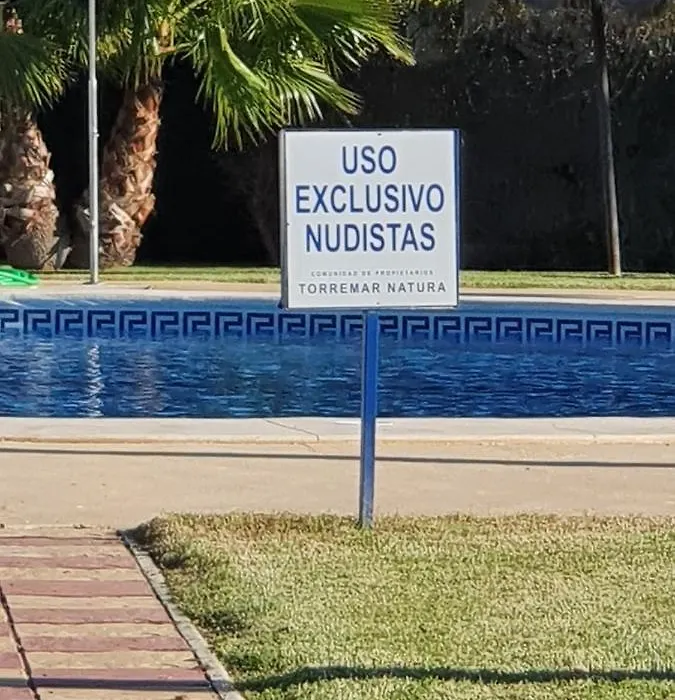 USO
EXCLUSIVO
NUDISTAS
COMUNIDAD DE PROPIETARIOS
TORREMAR NATURA